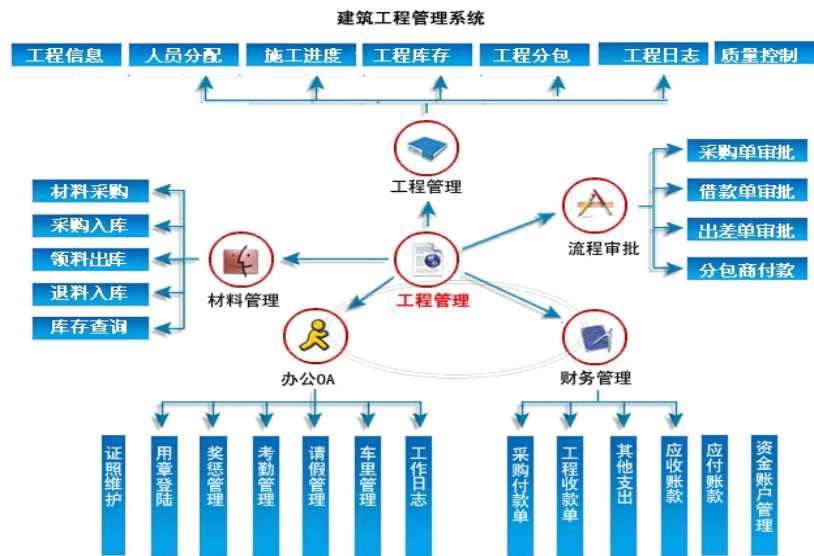 建筑工程管理系统
工程信息
人员分配
施工进度
工程库存
工程分包
工程日志
质量控制
工程管理
采购单审批
借款单审批
出差单审批
分包商付款
流程审批
材料采购
采购入库
领料出库
退料入库
库存查询
材料管理
工程管理
办公OA
财务管理
证照维护
用章登陆
奖惩管理
考勤管理
请假管理
车里管理
工作日志
采购付款单
工程收款单
其他支出
应收账款
应付账款
资金账户管理